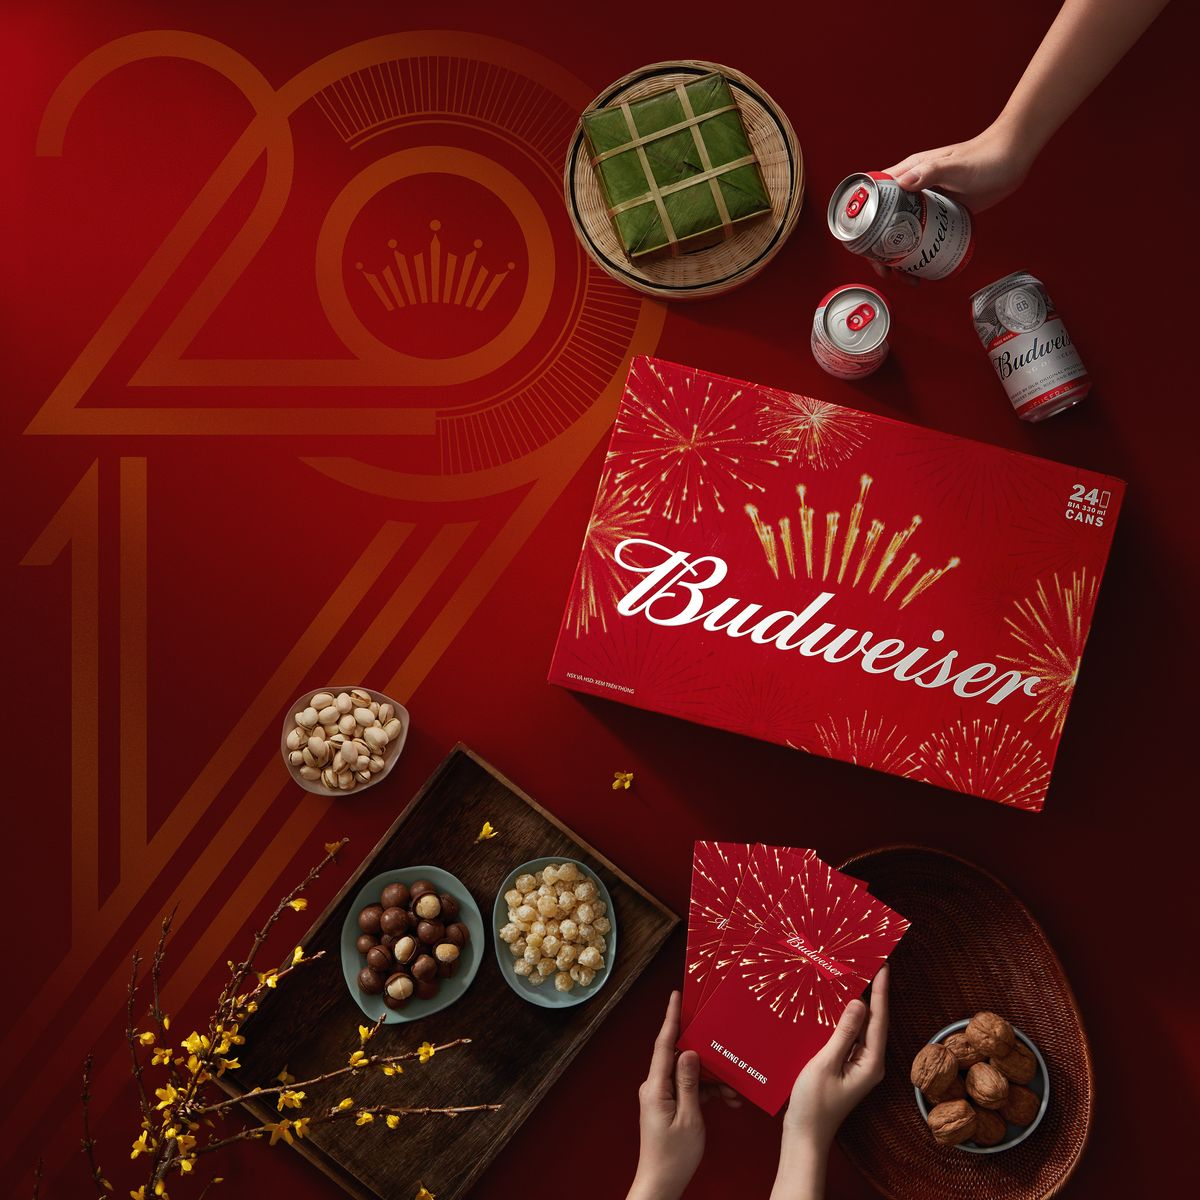 2019
Budweiser
Budweiser
24
BIA 330 ml
CANS
Budweiser
NSX VÀ HSD: XEM TRÊN THÙNG
Budweiser
THE KING OF BEERS